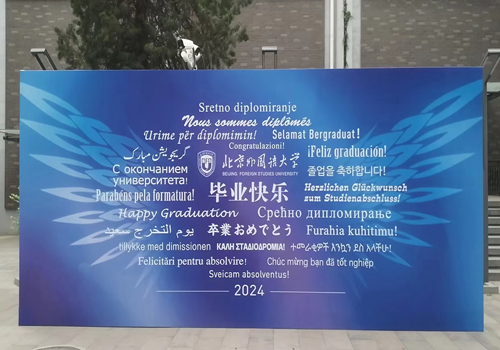 Sretno diplomiranje
Nous sommes diplômés
Urime për diplomimin! Selamat Bergraduat!
Congratulazioni!
گریجویشن مبارک 北京外国语大学 ¡Feliz graduación!
BEIJING FOREIGN STUDIES UNIVERSITY
С окончанием университета! 졸업을 축하합니다!
Parabéns pela formatura! 毕业快乐 Herzlichen Glückwunsch zum Studienabschluss!
Happy Graduation Срећно дипломирање
يوم التخرج سعيد 卒業おめでとう Furahia kuhitimu!
tillykke med dimissionen ΚΑΛΗ ΣΤΑΔΙΟΔΡΟΜΙΑ! ተመራቂዎች እንኳን ደስ አላችሁ!
Felicitări pentru absolvire! Chúc mừng bạn đã tốt nghiệp
Sveicam absolventus!
2024